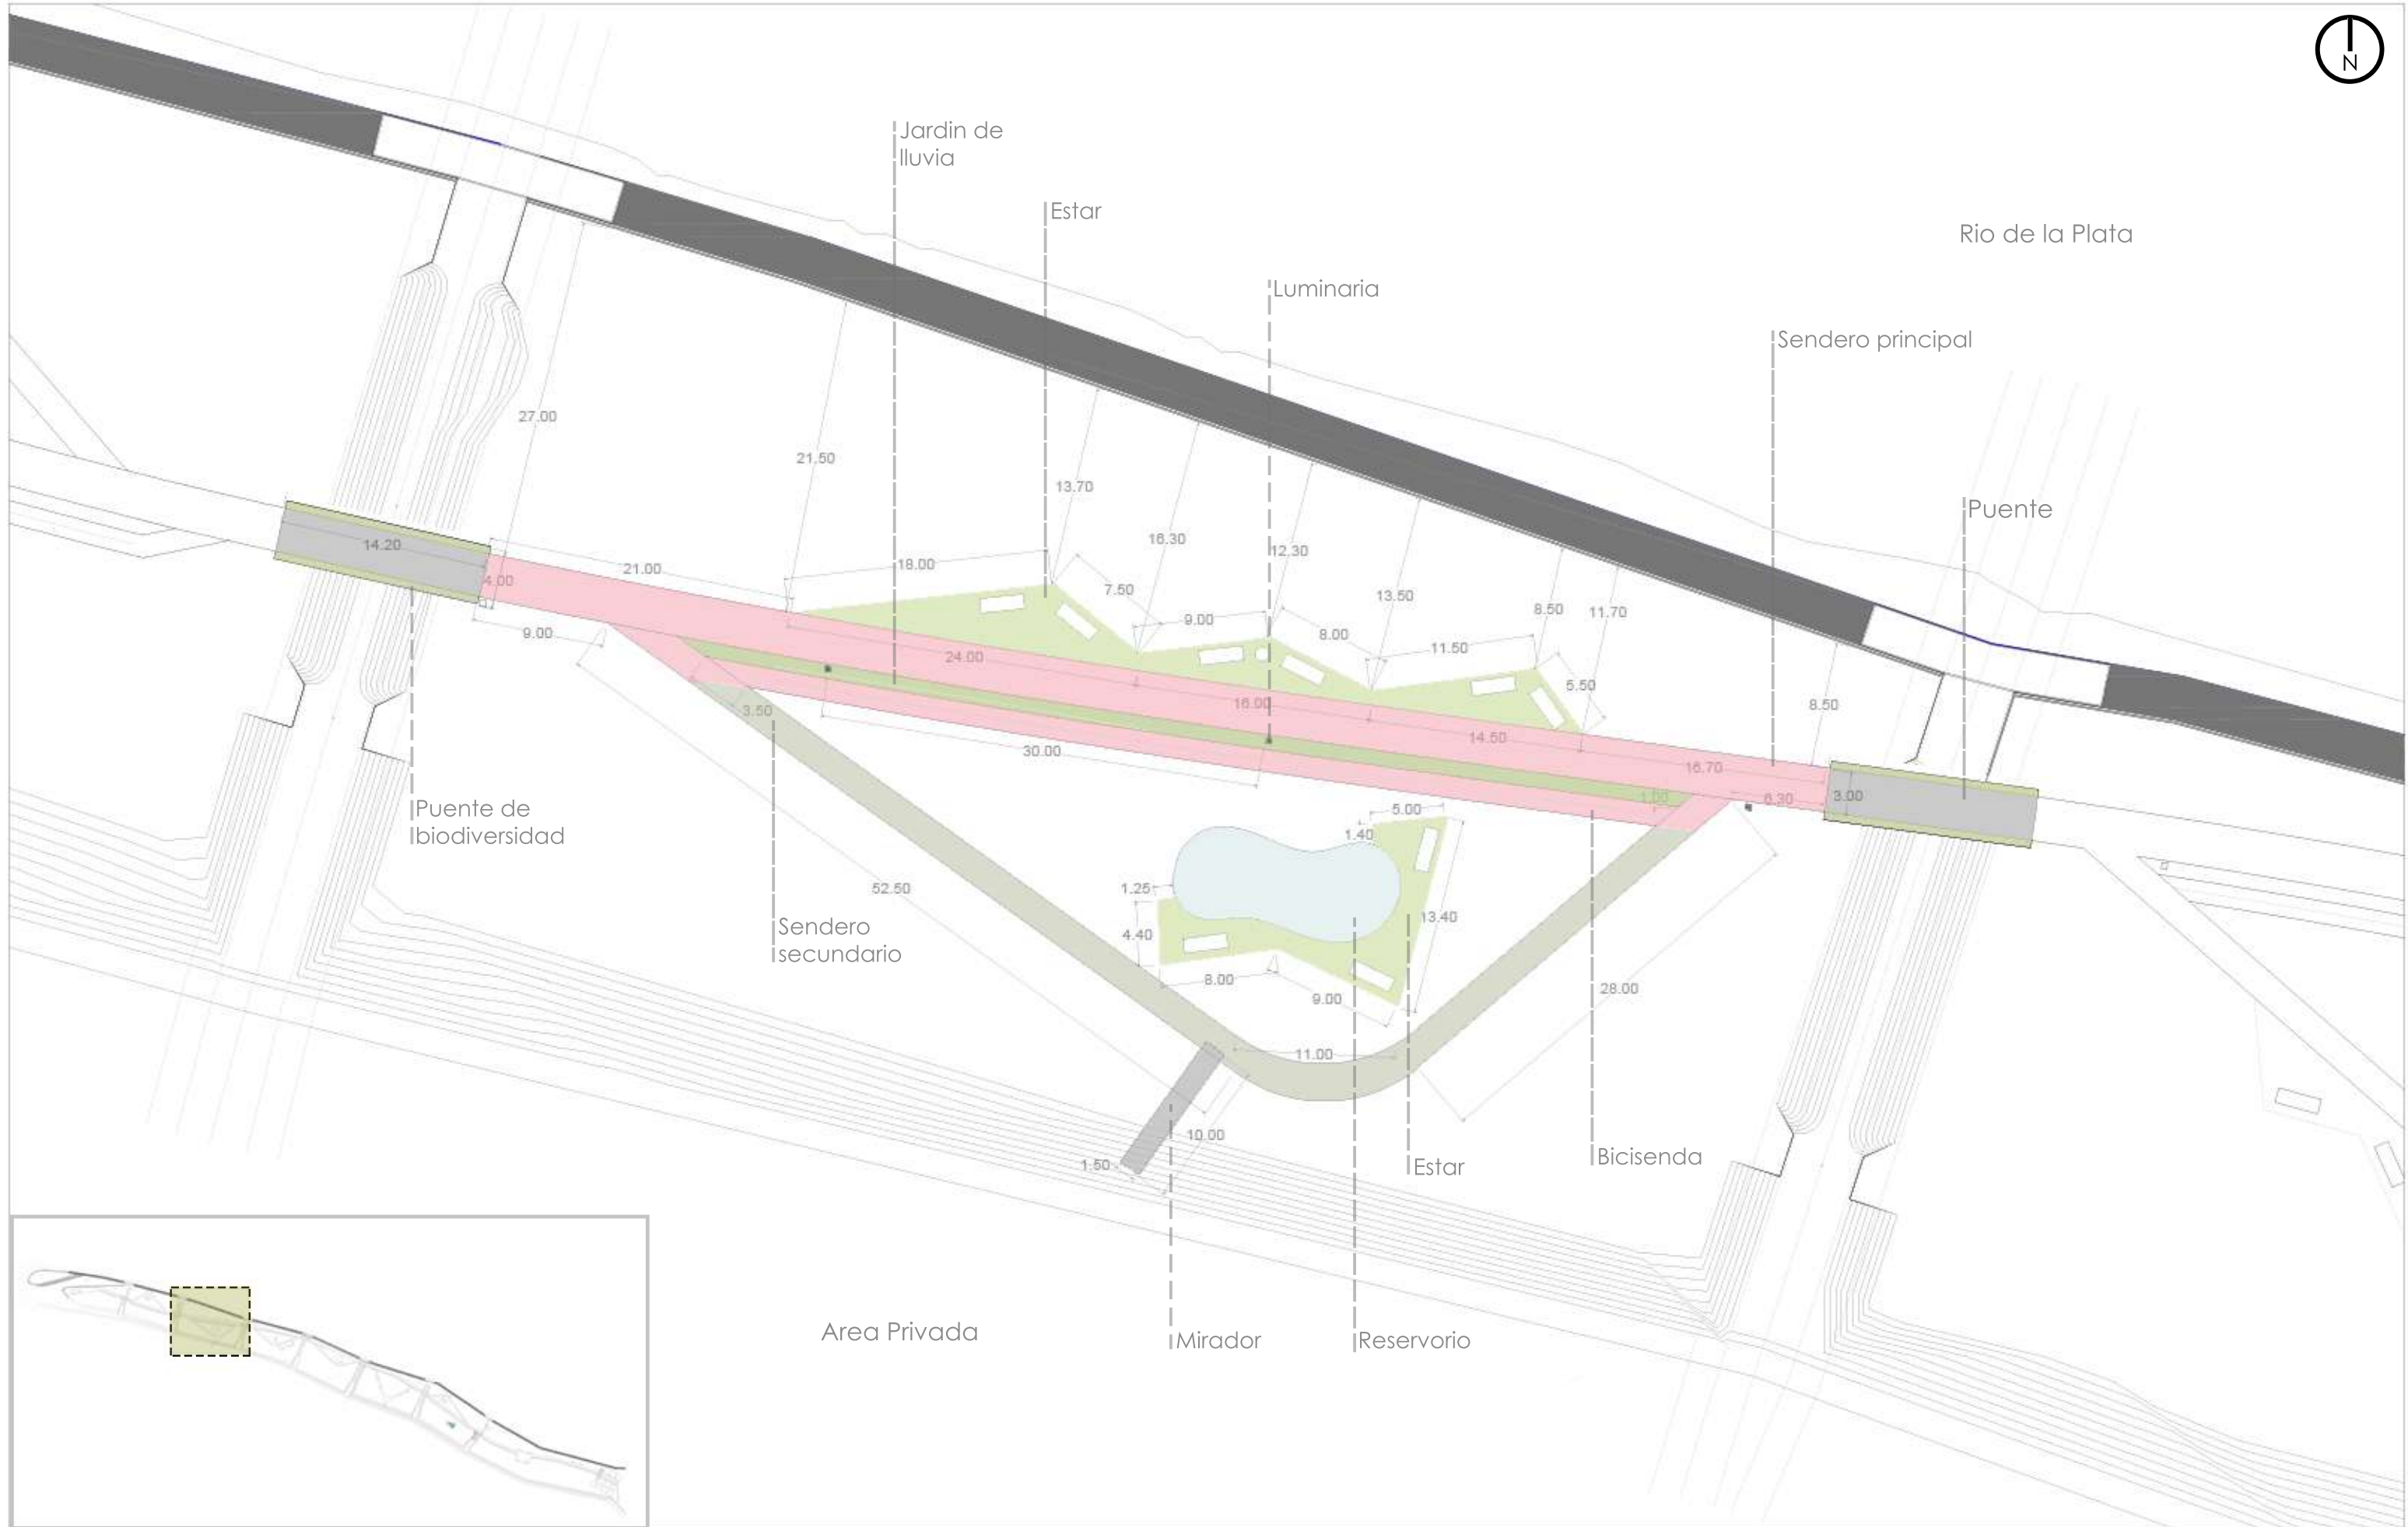 N
Jardin de
lluvia
Estar
Rio de la Plata
Luminaria
Sendero principal
27.00
21.50
13.70
Puente
14.20
16.30
12.30
18.00
21.00
4.00
7.50
13.50
8.50
11.70
9.00
9.00
8.00
11.50
24.00
5.50
16.00
8.50
3.50
14.50
30.00
16.70
1.00
6.30
3.00
Puente de
biodiversidad
5.00
1.40
52.50
1.25
13.40
4.40
Sendero
secundario
8.00
9.00
28.00
11.00
10.00
1.50
Estar
Bicisenda
Area Privada
Mirador
Reservorio